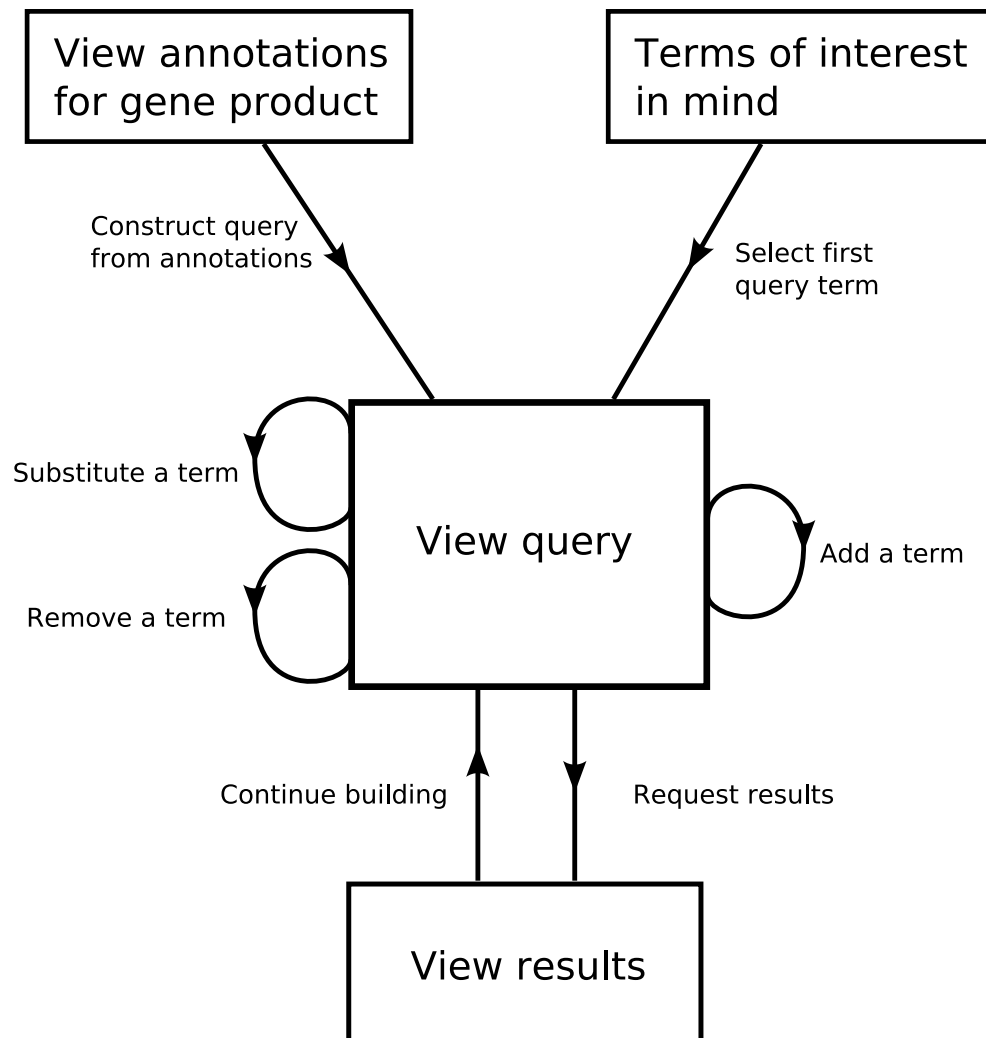 View annotations
for gene product
Terms of interest
in mind
Construct query
from annotations
Select first
query term
Substitute a term
View query
Add a term
Remove a term
Continue building
Request results
View results